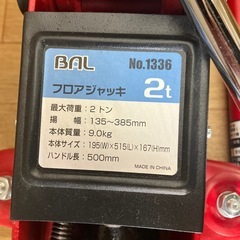 BAL No.1336
フロアジャッキ 2t
最大荷重：2トン
揚　幅：135〜385mm
本体質量：9.0kg
本体サイズ：195(W)×515(L)×167(H)mm
ハンドル長：500mm
MADE IN CHINA